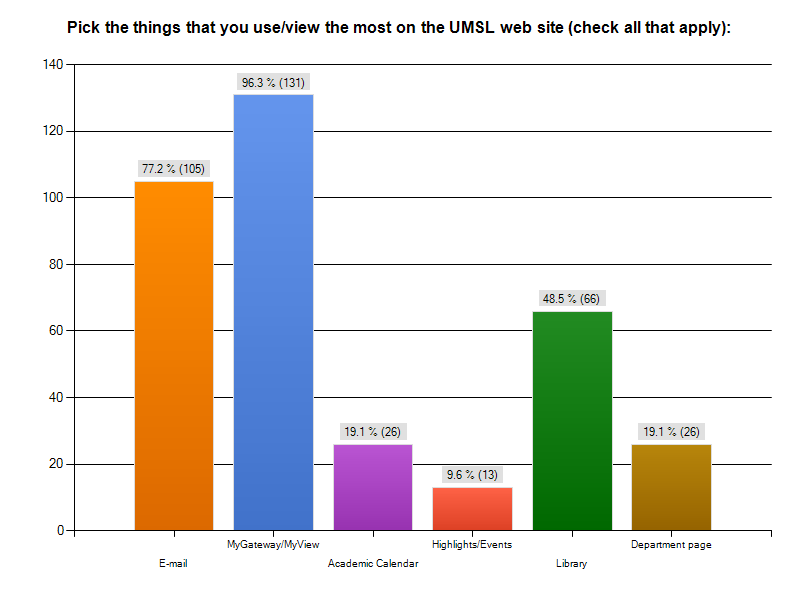 Pick the things that you use/view the most on the UMSL web site (check all that apply):
140
120
100
80
60
40
20
0
77.2 % (105)
96.3 % (131)
19.1 % (26)
9.6 % (13)
48.5 % (66)
19.1 % (26)
MyGateway/MyView
Highlights/Events
Department page
E-mail
Academic Calendar
Library